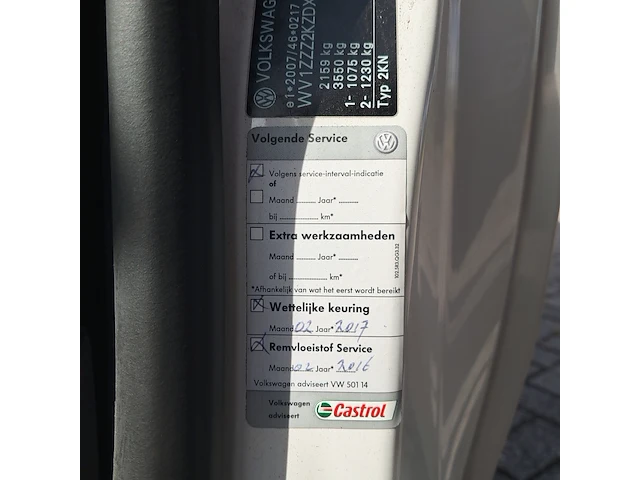 VOLKSWAG
e1*2007/46*0217
WV1ZZZ2KZDX
2159 kg
3550 kg
1- 1075 kg
2- 1230 kg
Typ 2KN
Volgende Service
Volgens service-interval-indicatie
of
Maand ......... Jaar* .........
bij .................. km*
Extra werkzaamheden
Maand ......... Jaar* .........
of bij .................. km*
*Afhankelijk van wat het eerst wordt bereikt
Wettelijke keuring
Maand 02 Jaar* 2017
Remvloeistof Service
Maand 02 Jaar* 2016
Volkswagen adviseert VW 501 14
Volkswagen
adviseert
Castrol